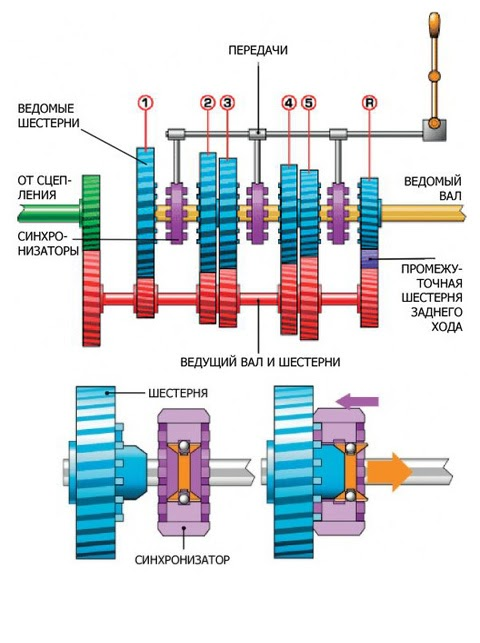 ПЕРЕДАЧИ
ВЕДОМЫЕ
ШЕСТЕРНИ
1
2
3
4
5
R
ОТ СЦЕП-
ЛЕНИЯ
ВЕДОМЫЙ
ВАЛ
СИНХРО-
НИЗАТОРЫ
ПРОМЕЖУ-
ТОЧНАЯ
ШЕСТЕРНЯ
ЗАДНЕГО
ХОДА
ВЕДУЩИЙ ВАЛ И ШЕСТЕРНИ
ШЕСТЕРНЯ
СИНХРОНИЗАТОР